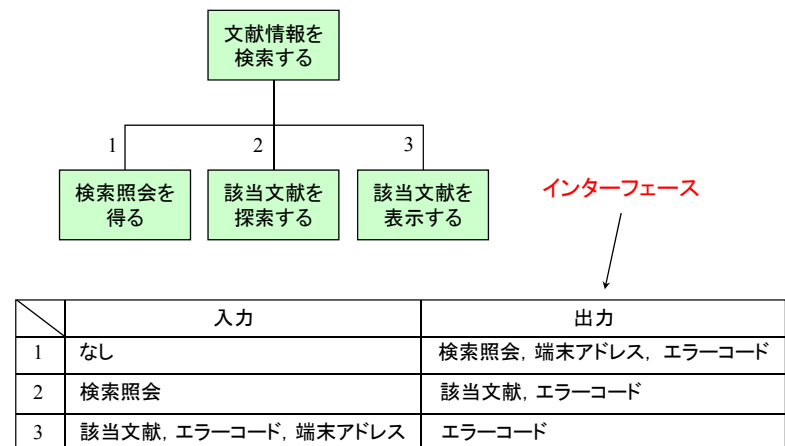 文献情報を
検索する
1
2
3
検索照会を
得る
該当文献を
探索する
該当文献を
表示する
インターフェース
入力
出力
1 なし 検索照会, 端末アドレス, エラーコード
2 検索照会 該当文献, エラーコード
3 該当文献, エラーコード, 端末アドレス エラーコード